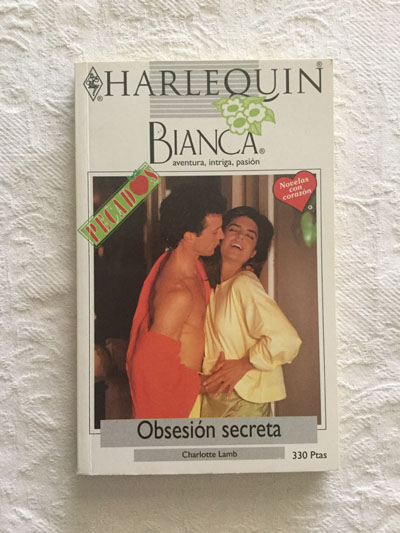 HARLEQUIN®
BIANCA®
aventura, intriga, pasión
PECADOS
Novelas con
corazón
Obsesión secreta
Charlotte Lamb
330 Ptas